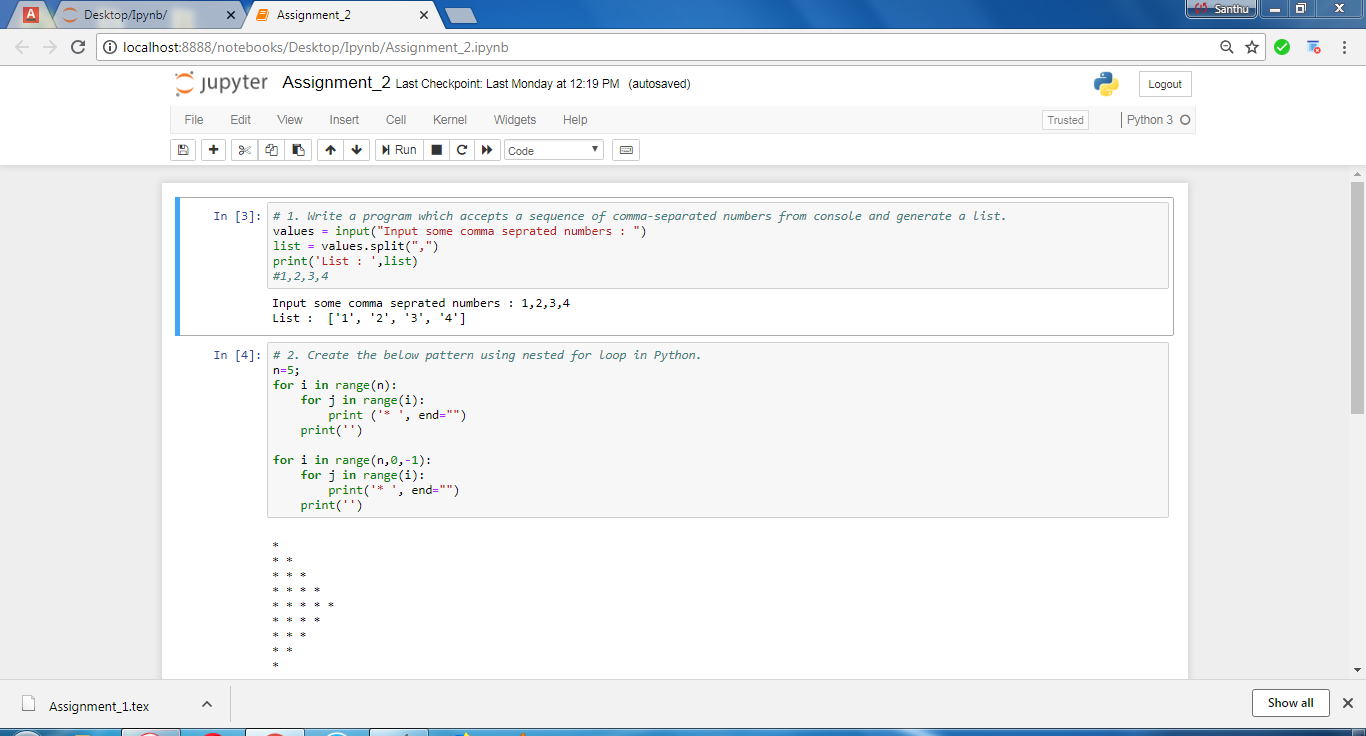 Desktop/Ipynb/
Assignment_2
Santhu
localhost:8888/notebooks/Desktop/Ipynb/Assignment_2.ipynb
jupyter Assignment_2 Last Checkpoint: Last Monday at 12:19 PM (autosaved)
Logout
File Edit View Insert Cell Kernel Widgets Help
Trusted
Python 3
Run
Code
In [3]:
# 1. Write a program which accepts a sequence of comma-separated numbers from console and generate a list.
values = input("Input some comma seprated numbers : ")
list = values.split(",")
print('List : ',list)
#1,2,3,4
Input some comma seprated numbers : 1,2,3,4
List :  ['1', '2', '3', '4']
In [4]:
# 2. Create the below pattern using nested for loop in Python.
n=5;
for i in range(n):
    for j in range(i):
        print ('* ', end="")
    print('')

for i in range(n,0,-1):
    for j in range(i):
        print('* ', end="")
    print('')

*
* *
* * *
* * * *
* * * * *
* * * *
* * *
* *
*
Assignment_1.tex
Show all